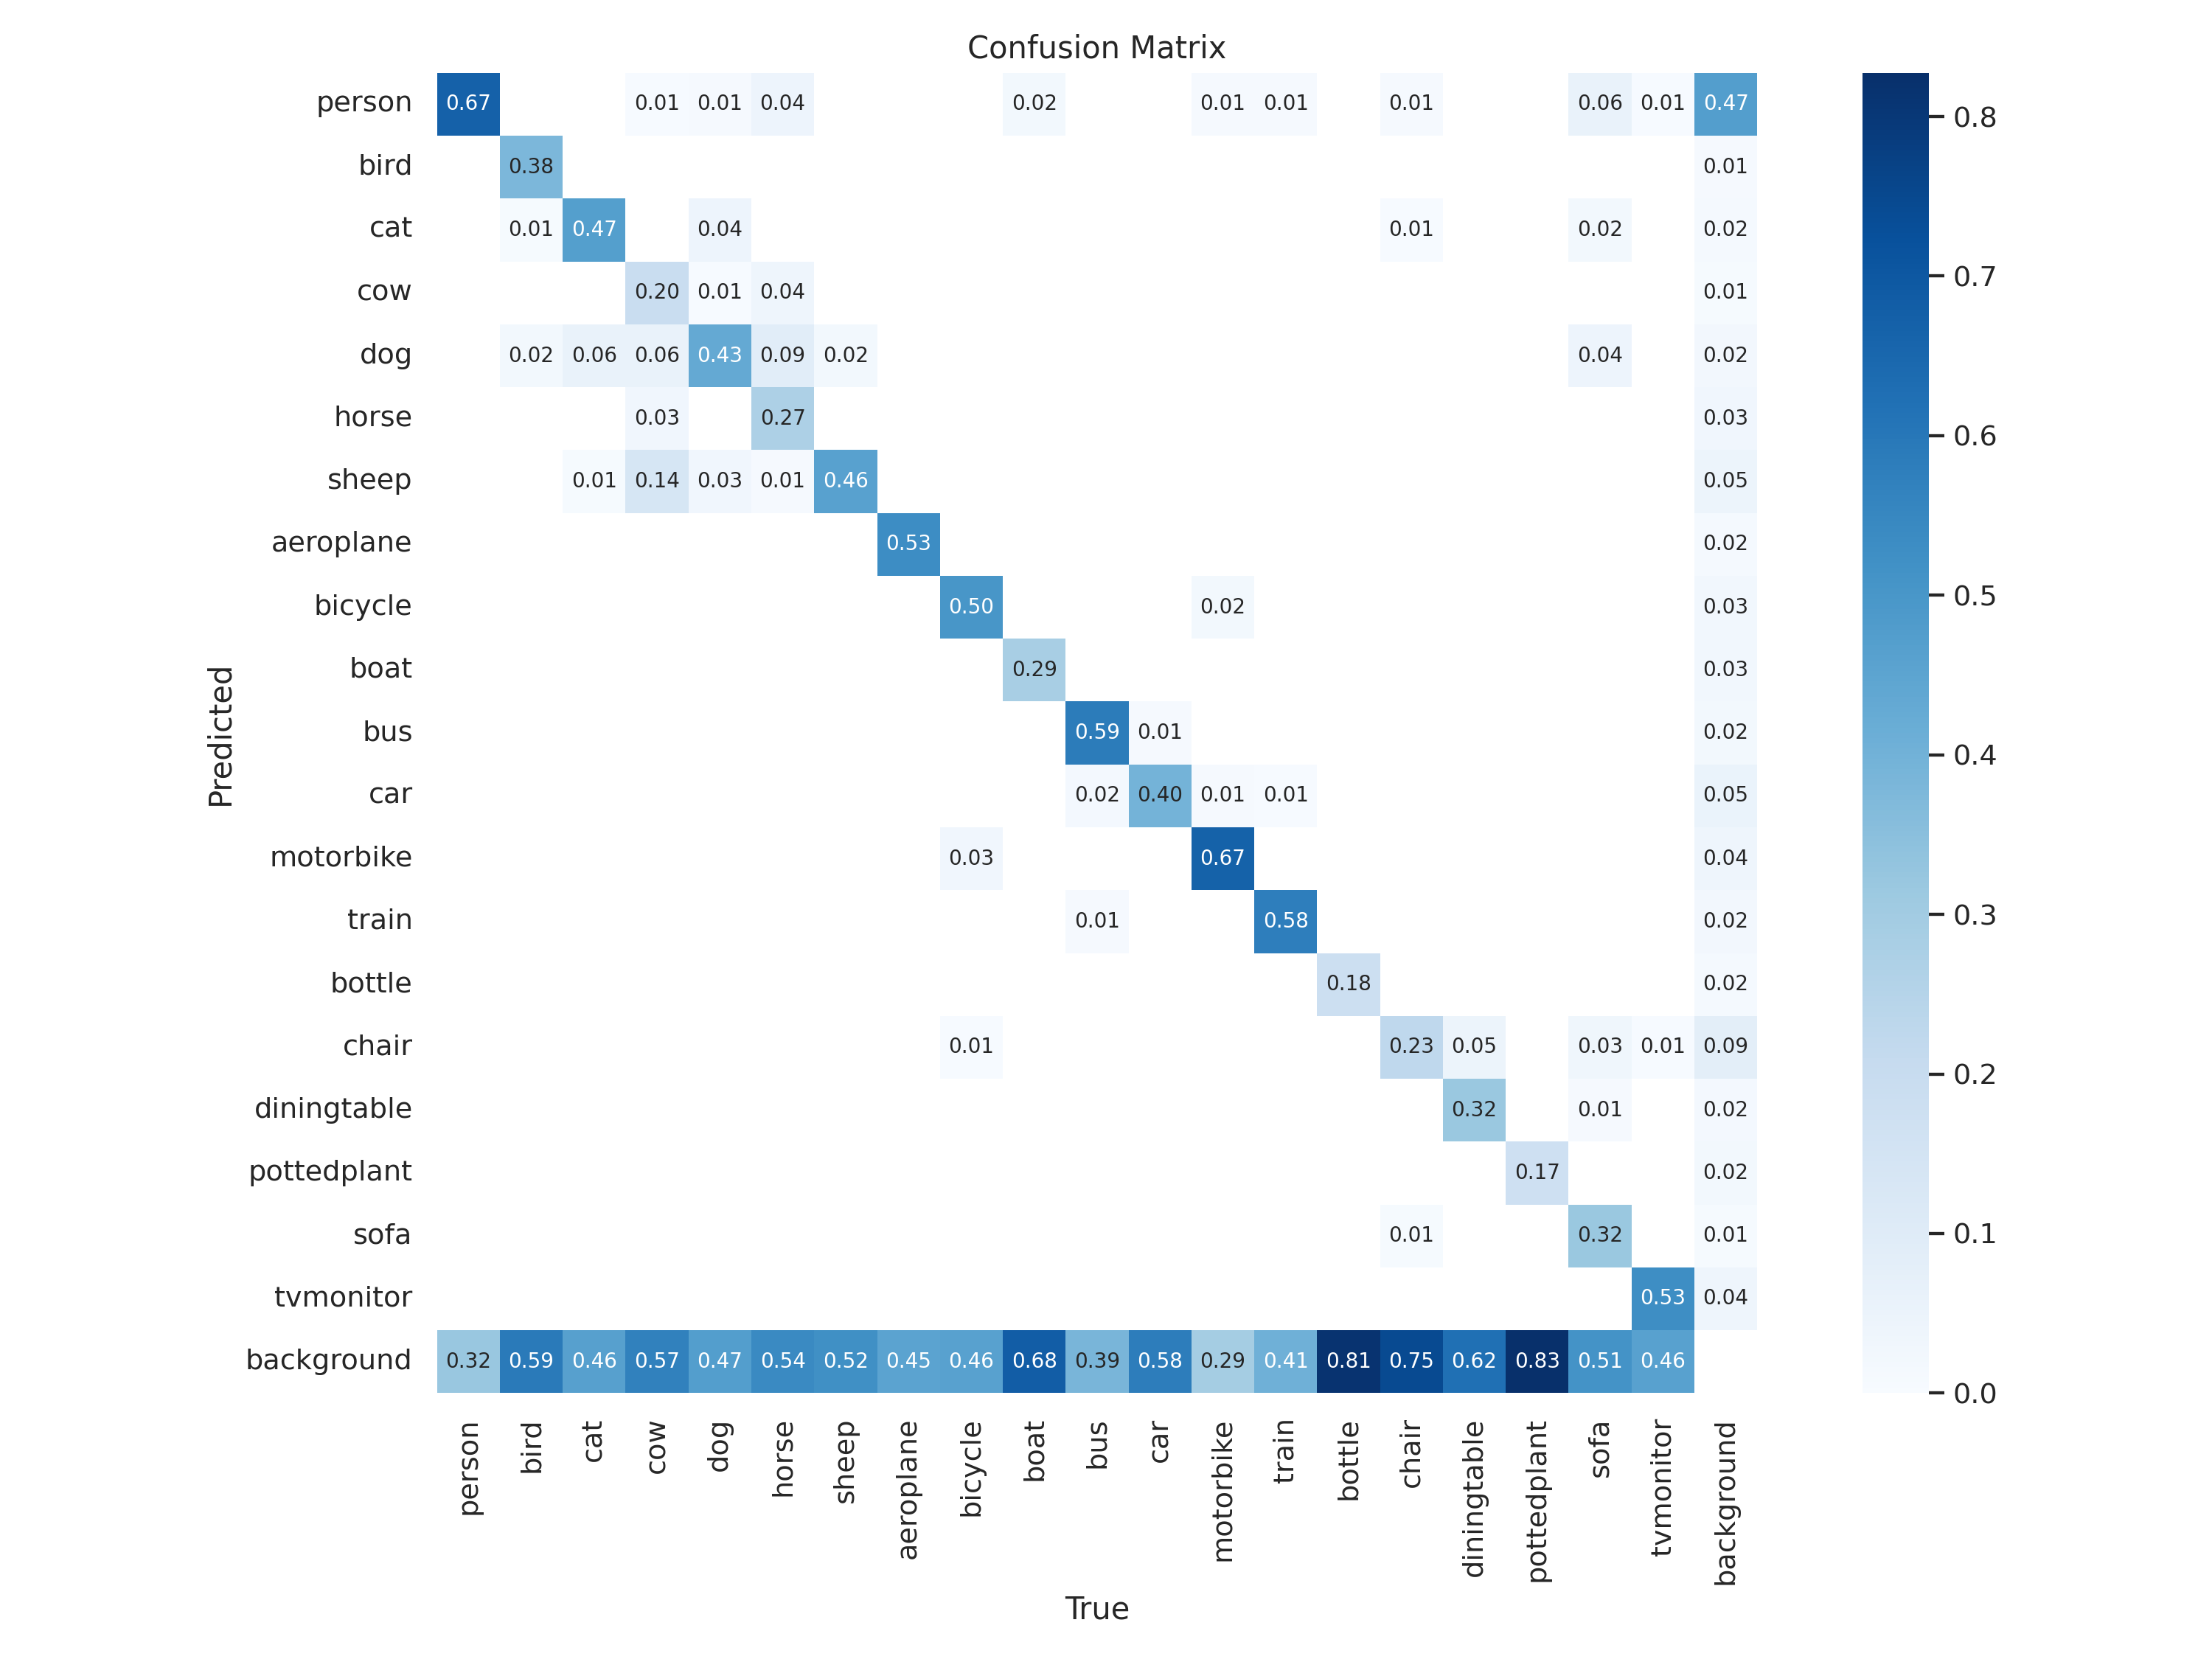 Confusion Matrix
person 0.67 0.01 0.01 0.04 0.02 0.01 0.01 0.01 0.06 0.01 0.47
bird 0.38 0.01
cat 0.01 0.47 0.04 0.01 0.02 0.02
cow 0.20 0.01 0.04 0.01
dog 0.02 0.06 0.06 0.43 0.09 0.02 0.04 0.02
horse 0.03 0.27 0.03
sheep 0.01 0.14 0.03 0.01 0.46 0.05
aeroplane 0.53 0.02
bicycle 0.50 0.02 0.03
boat 0.29 0.03
bus 0.59 0.01 0.02
car 0.02 0.40 0.01 0.01 0.05
motorbike 0.03 0.67 0.04
train 0.01 0.58 0.02
bottle 0.18 0.02
chair 0.01 0.23 0.05 0.03 0.01 0.09
diningtable 0.32 0.01 0.02
pottedplant 0.17 0.02
sofa 0.01 0.32 0.01
tvmonitor 0.53 0.04
background 0.32 0.59 0.46 0.57 0.47 0.54 0.52 0.45 0.46 0.68 0.39 0.58 0.29 0.41 0.81 0.75 0.62 0.83 0.51 0.46
person bird cat cow dog horse sheep aeroplane bicycle boat bus car motorbike train bottle chair diningtable pottedplant sofa tvmonitor background
True
Predicted
0.8
0.7
0.6
0.5
0.4
0.3
0.2
0.1
0.0